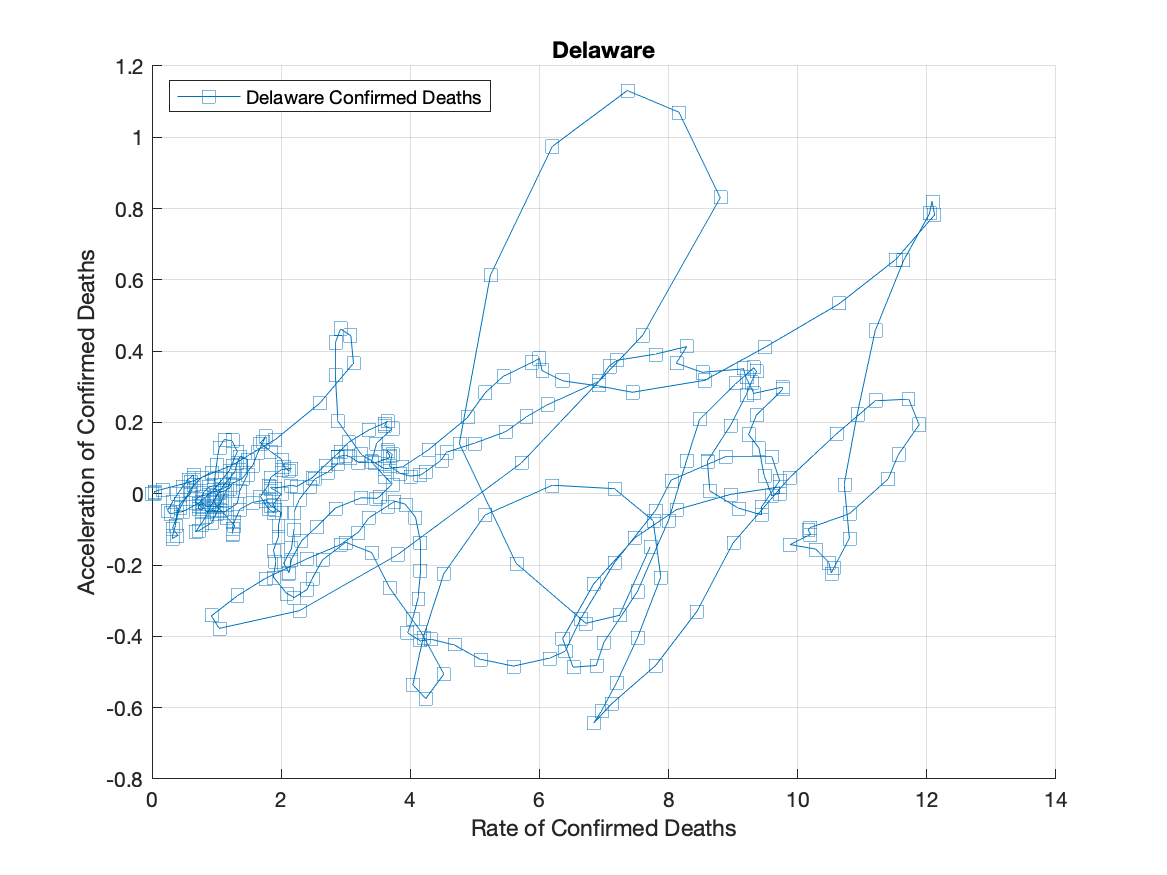 Delaware
Delaware Confirmed Deaths
1.2
1
0.8
0.6
0.4
0.2
0
-0.2
-0.4
-0.6
-0.8
Acceleration of Confirmed Deaths
0 2 4 6 8 10 12 14
Rate of Confirmed Deaths